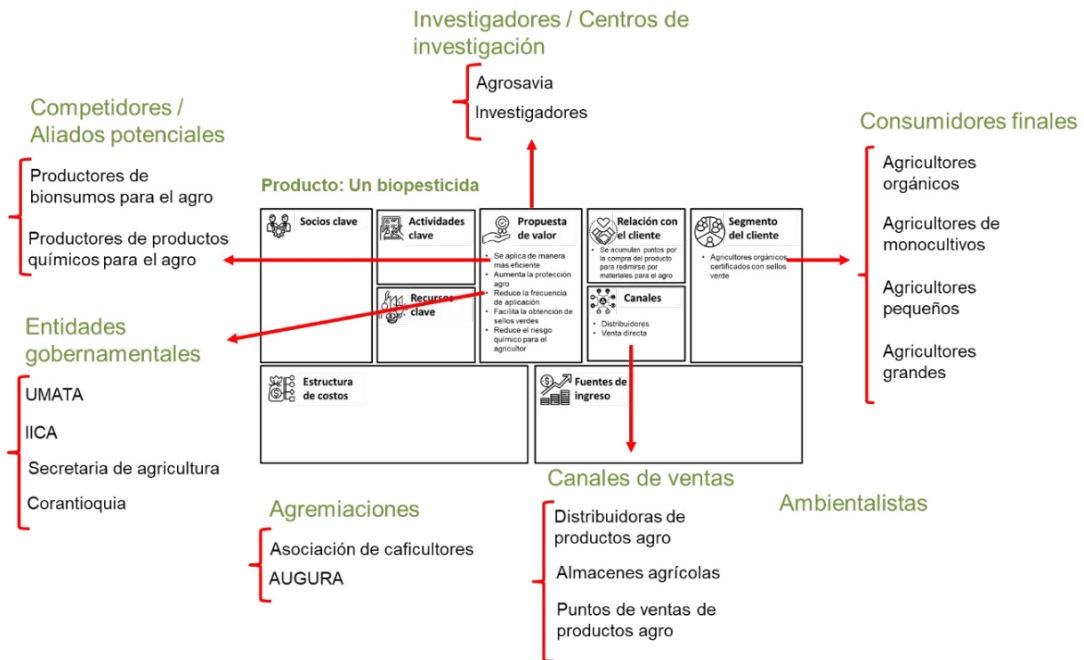 Investigadores / Centros de
investigación
Agrosavia
Investigadores
Competidores /
Aliados potenciales
Productores de
bionsumos para el agro
Productores de productos
químicos para el agro
Consumidores finales
Agricultores
orgánicos
Agricultores de
monocultivos
Agricultores
pequeños
Agricultores
grandes
Producto: Un biopesticida
Socios clave
Actividades
clave
Recursos
clave
Propuesta
de valor
• Se aplica de manera
más eficiente
• Aumenta la protección
agro
• Reduce la frecuencia
de aplicación
• Facilita la obtención de
sellos verdes
• Reduce el riesgo
químico para el
agricultor
Relación con
el cliente
• Se acumulan puntos por
la compra del producto
para redimirse por
materiales para el agro
Canales
• Distribuidores
• Venta directa
Segmento
del cliente
• Agricultores orgánicos
certificados con sellos
verde
Estructura
de costos
Fuentes de
ingreso
Entidades
gobernamentales
UMATA
IICA
Secretaria de agricultura
Corantioquia
Agremiaciones
Asociación de caficultores
AUGURA
Canales de ventas
Distribuidoras de
productos agro
Almacenes agrícolas
Puntos de ventas de
productos agro
Ambientalistas